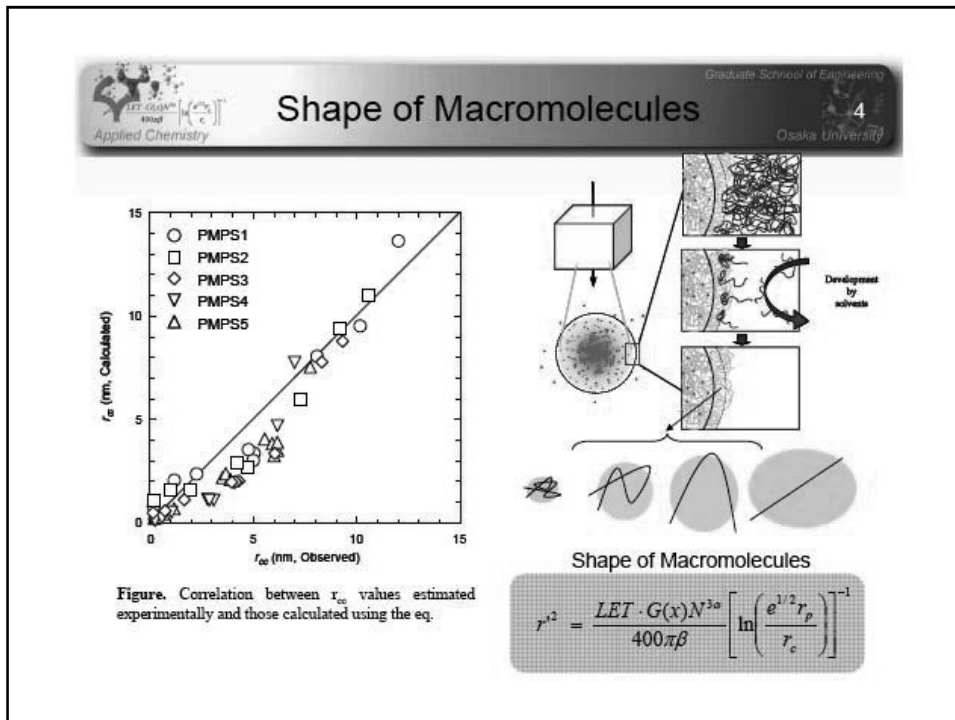 Graduate School of Engineering
Shape of Macromolecules
4
Applied Chemistry
Osaka University
15
10
5
0
0
5
10
15
PMPS1
PMPS2
PMPS3
PMPS4
PMPS5
r_cc (nm, Calculated)
r_cc (nm, Observed)
Figure. Correlation between r_cc values estimated
experimentally and those calculated using the eq.
Development
by
solvents
Shape of Macromolecules
r'² = LET · G(x)N^{3α} / 400πβ [ln(e^{1/2} r_p / r_c)]^{-1}